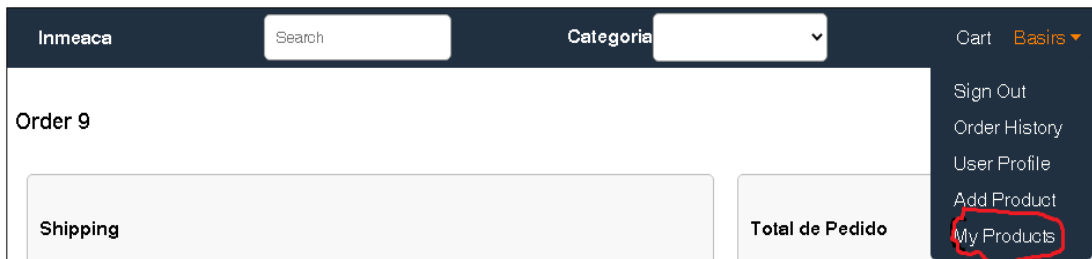 Inmeaca Search Categoria Cart Basirs
Sign Out
Order 9 Order History
User Profile
Add Product
Shipping Total de Pedido My Products